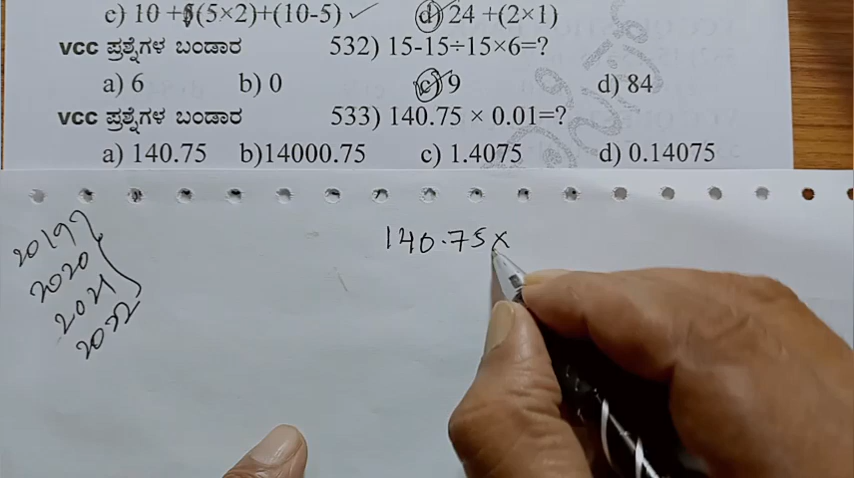 c) 10 +5(5×2)+(10-5) ✓ d) 24 +(2×1)
vcc ಪ್ರಶ್ನೆಗಳ ಬಂಡಾರ 532) 15-15÷15×6=?
a) 6 b) 0 c) 9 d) 84
vcc ಪ್ರಶ್ನೆಗಳ ಬಂಡಾರ 533) 140.75 × 0.01=?
a) 140.75 b)14000.75 c) 1.4075 d) 0.14075
2019
2020
2021
2022
140.75×